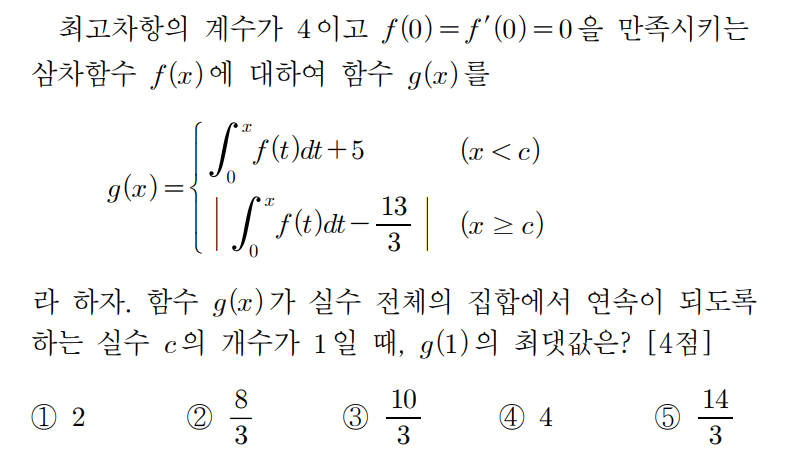 최고차항의 계수가 4이고 f(0)=f′(0)=0을 만족시키는
삼차함수 f(x)에 대하여 함수 g(x)를
g(x)={ ∫₀ˣ f(t)dt+5 (x<c)
| ∫₀ˣ f(t)dt−13/3 | (x≥c)
라 하자. 함수 g(x)가 실수 전체의 집합에서 연속이 되도록
하는 실수 c의 개수가 1일 때, g(1)의 최댓값은? [4점]
① 2 ② 8/3 ③ 10/3 ④ 4 ⑤ 14/3